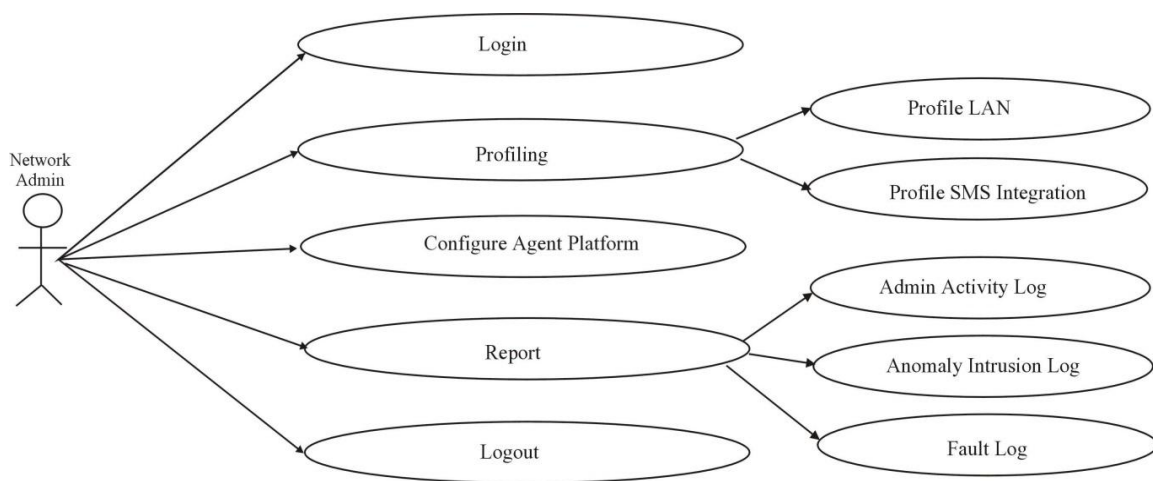 Network
Admin
Login
Profiling
Profile LAN
Profile SMS Integration
Configure Agent Platform
Report
Admin Activity Log
Anomaly Intrusion Log
Fault Log
Logout